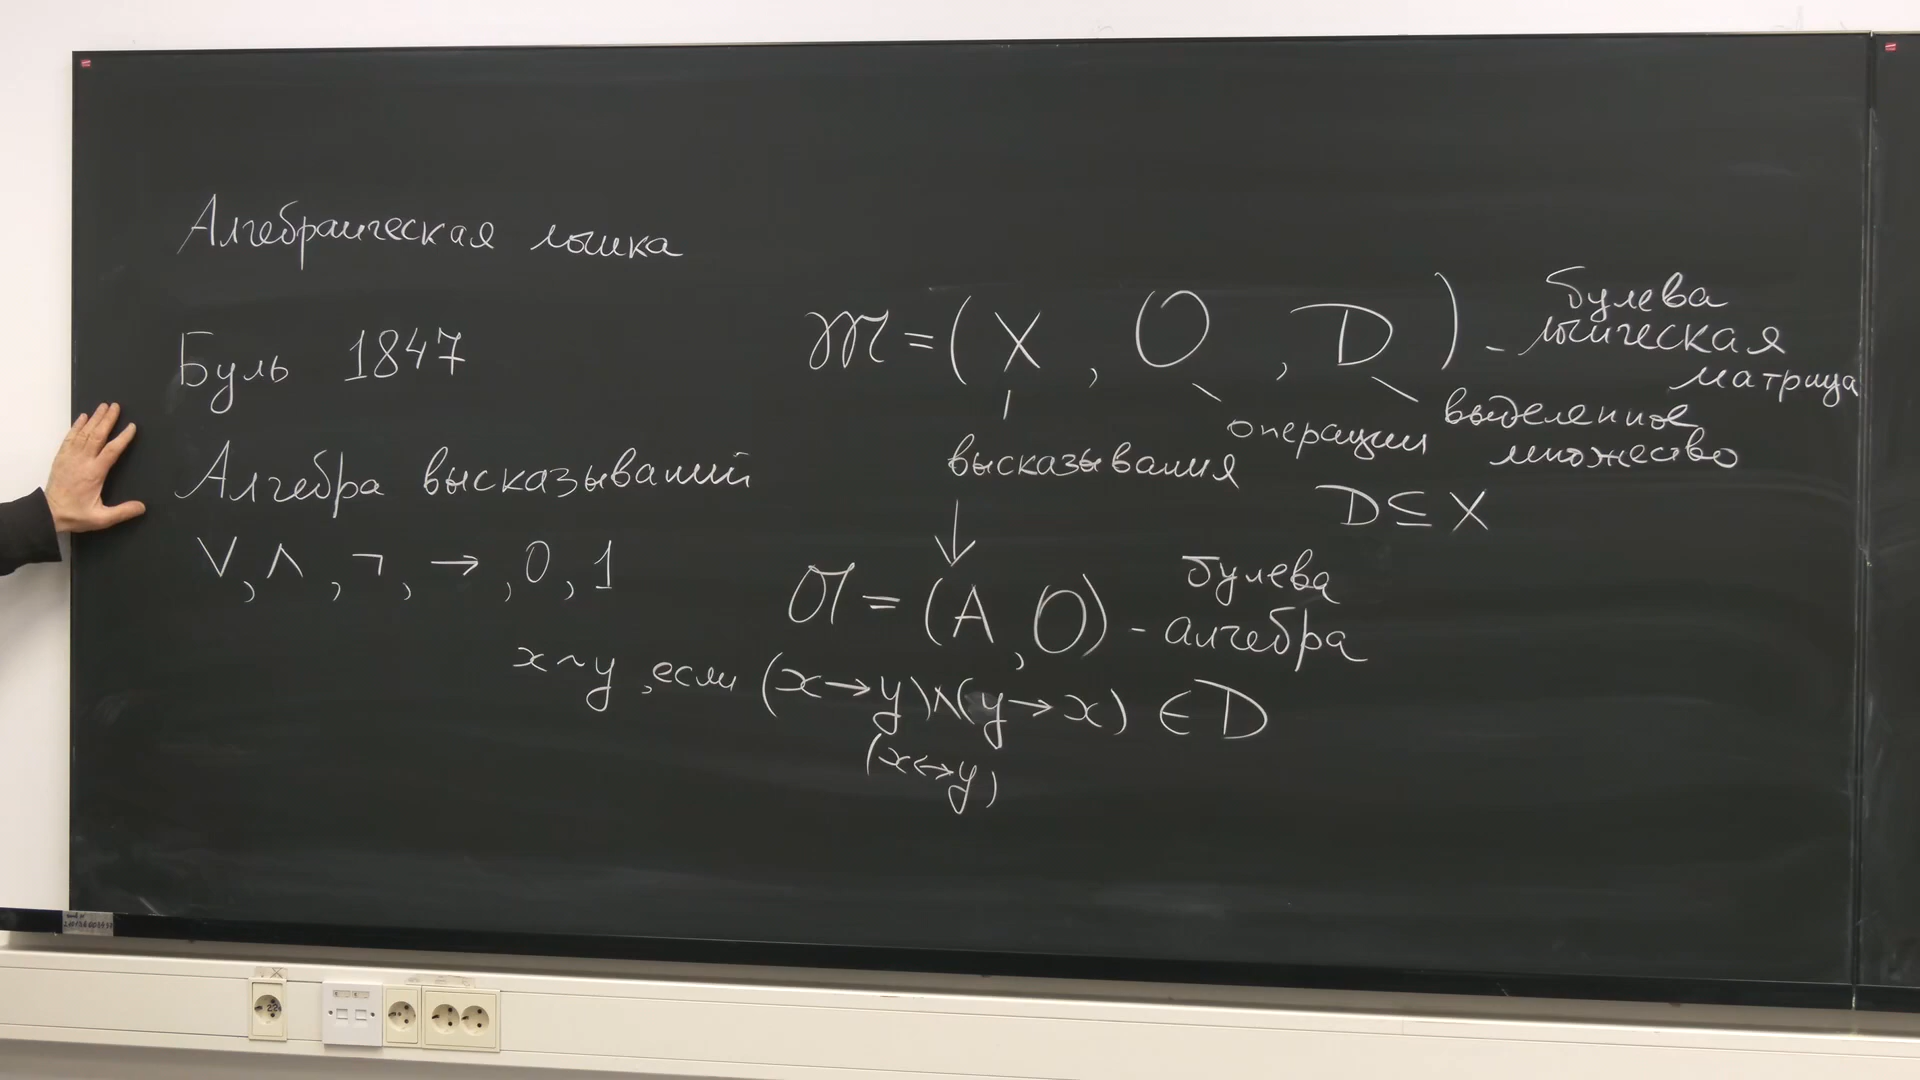 Алгебраическая логика
Буль 1847
Алгебра высказываний
∨, ∧, ¬, →, 0, 1
𝔐 = (X, O, D) - булева
логическая
матрица
высказывания
операции
выделенное
множество
D ⊆ X
𝔄 = (A, O) - булева
алгебра
x ~ y, если (x → y) ∧ (y → x) ∈ D
(x ↔ y)